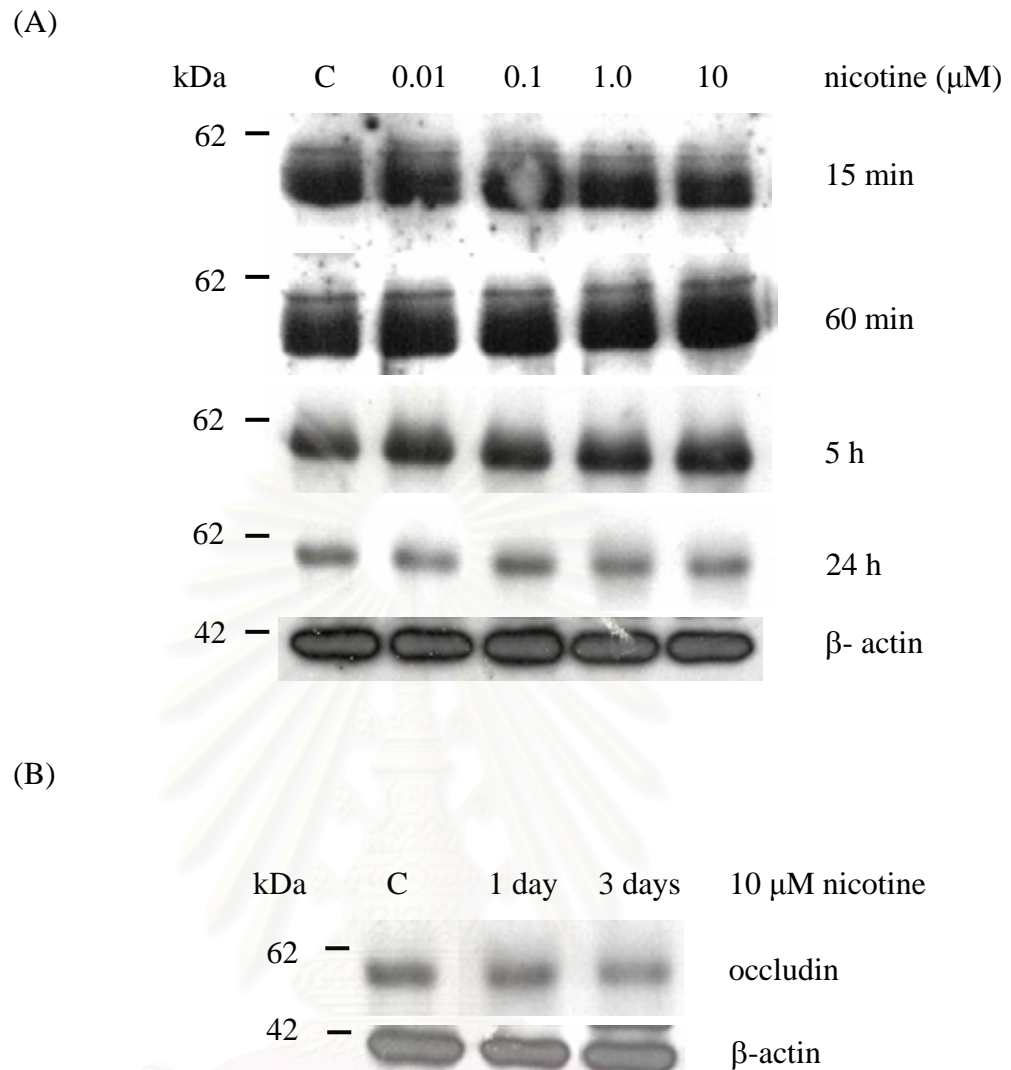 (A)
kDa C 0.01 0.1 1.0 10 nicotine (μM)
62 15 min
62 60 min
62 5 h
62 24 h
42 β- actin
(B)
kDa C 1 day 3 days 10 μM nicotine
62 occludin
42 β-actin